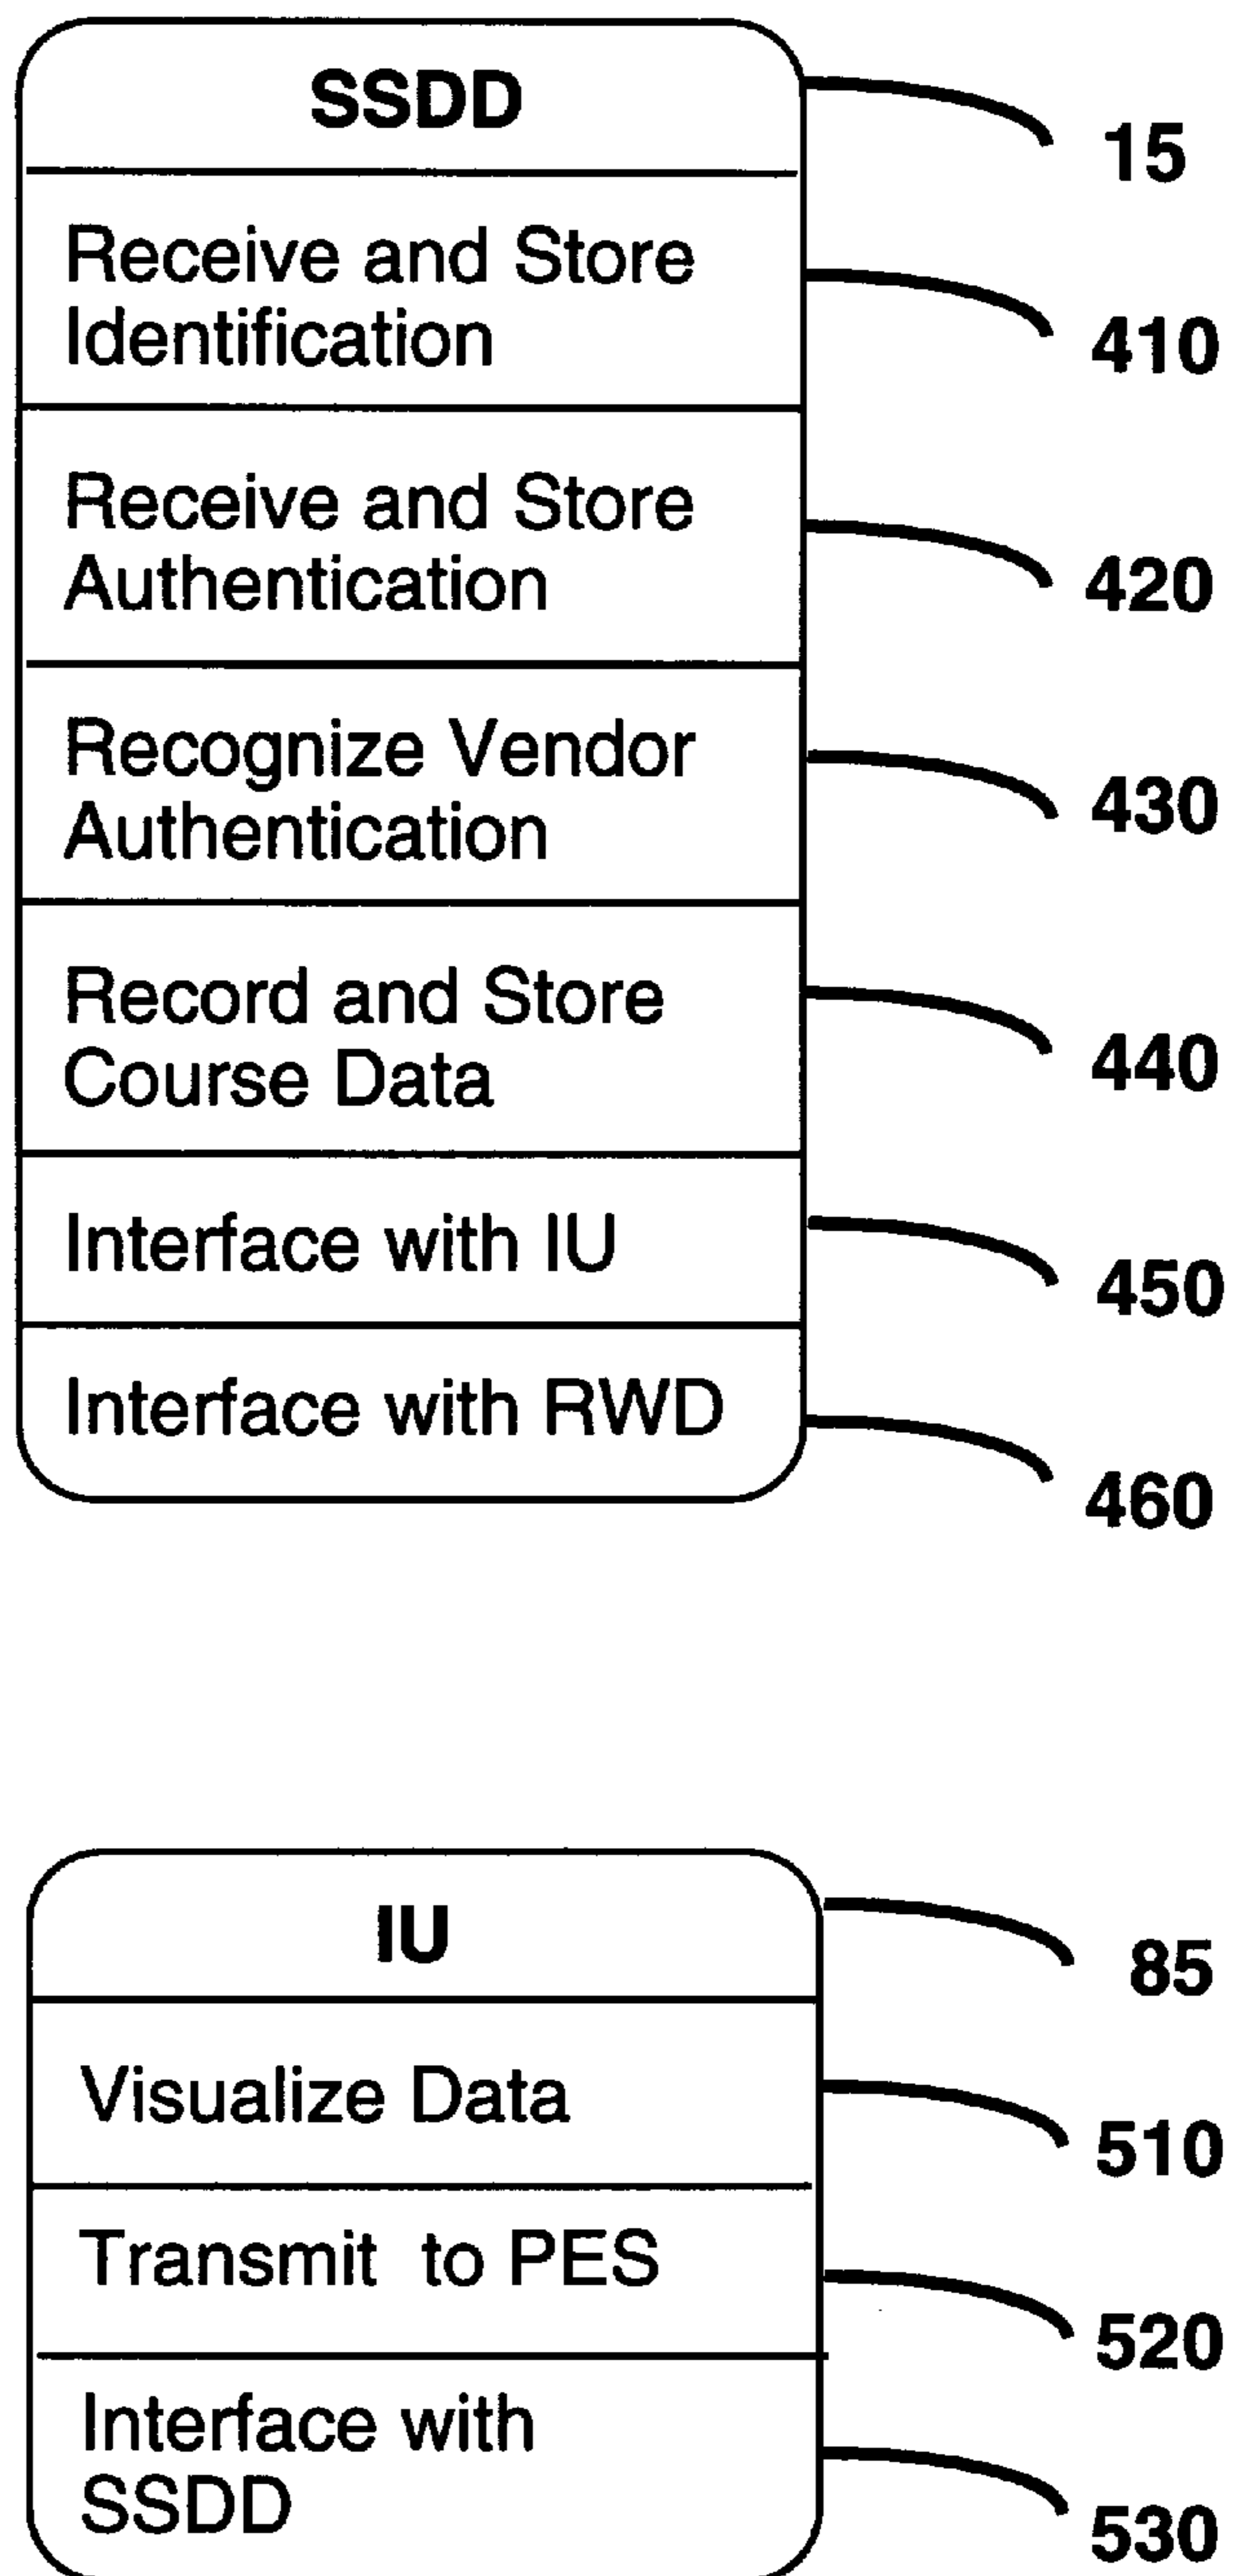 SSDD
15
Receive and Store
Identification
410
Receive and Store
Authentication
420
Recognize Vendor
Authentication
430
Record and Store
Course Data
440
Interface with IU
450
Interface with RWD
460
IU
85
Visualize Data
510
Transmit to PES
520
Interface with
SSDD
530